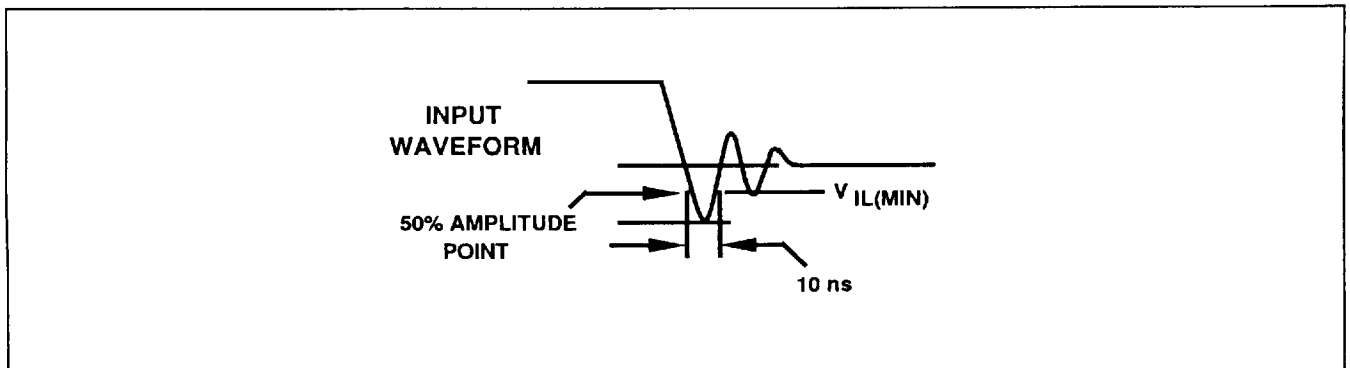 INPUT
WAVEFORM
V IL(MIN)
50% AMPLITUDE
POINT
10 ns